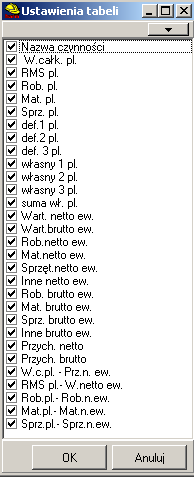 Ustawienia tabeli
Nazwa czynności
W.całk. pl.
RMS pl.
Rob. pl.
Mat. pl.
Sprz. pl.
def.1 pl.
def.2 pl.
def. 3 pl.
własny 1 pl.
własny 2 pl.
własny 3 pl.
suma wł. pl.
Wart. netto ew.
Wart.brutto ew.
Rob.netto ew.
Mat.netto ew.
Sprzęt.netto ew.
Inne netto ew.
Rob. brutto ew.
Mat. brutto ew.
Sprz. brutto ew.
Inne brutto ew.
Przych. netto
Przych. brutto
W.c.pl.- Prz.n. ew.
RMS pl.- W.netto ew.
Rob.pl.- Rob.n.ew.
Mat.pl.- Mat.n.ew.
Sprz.pl.- Sprz.n.ew.
OK Anuluj